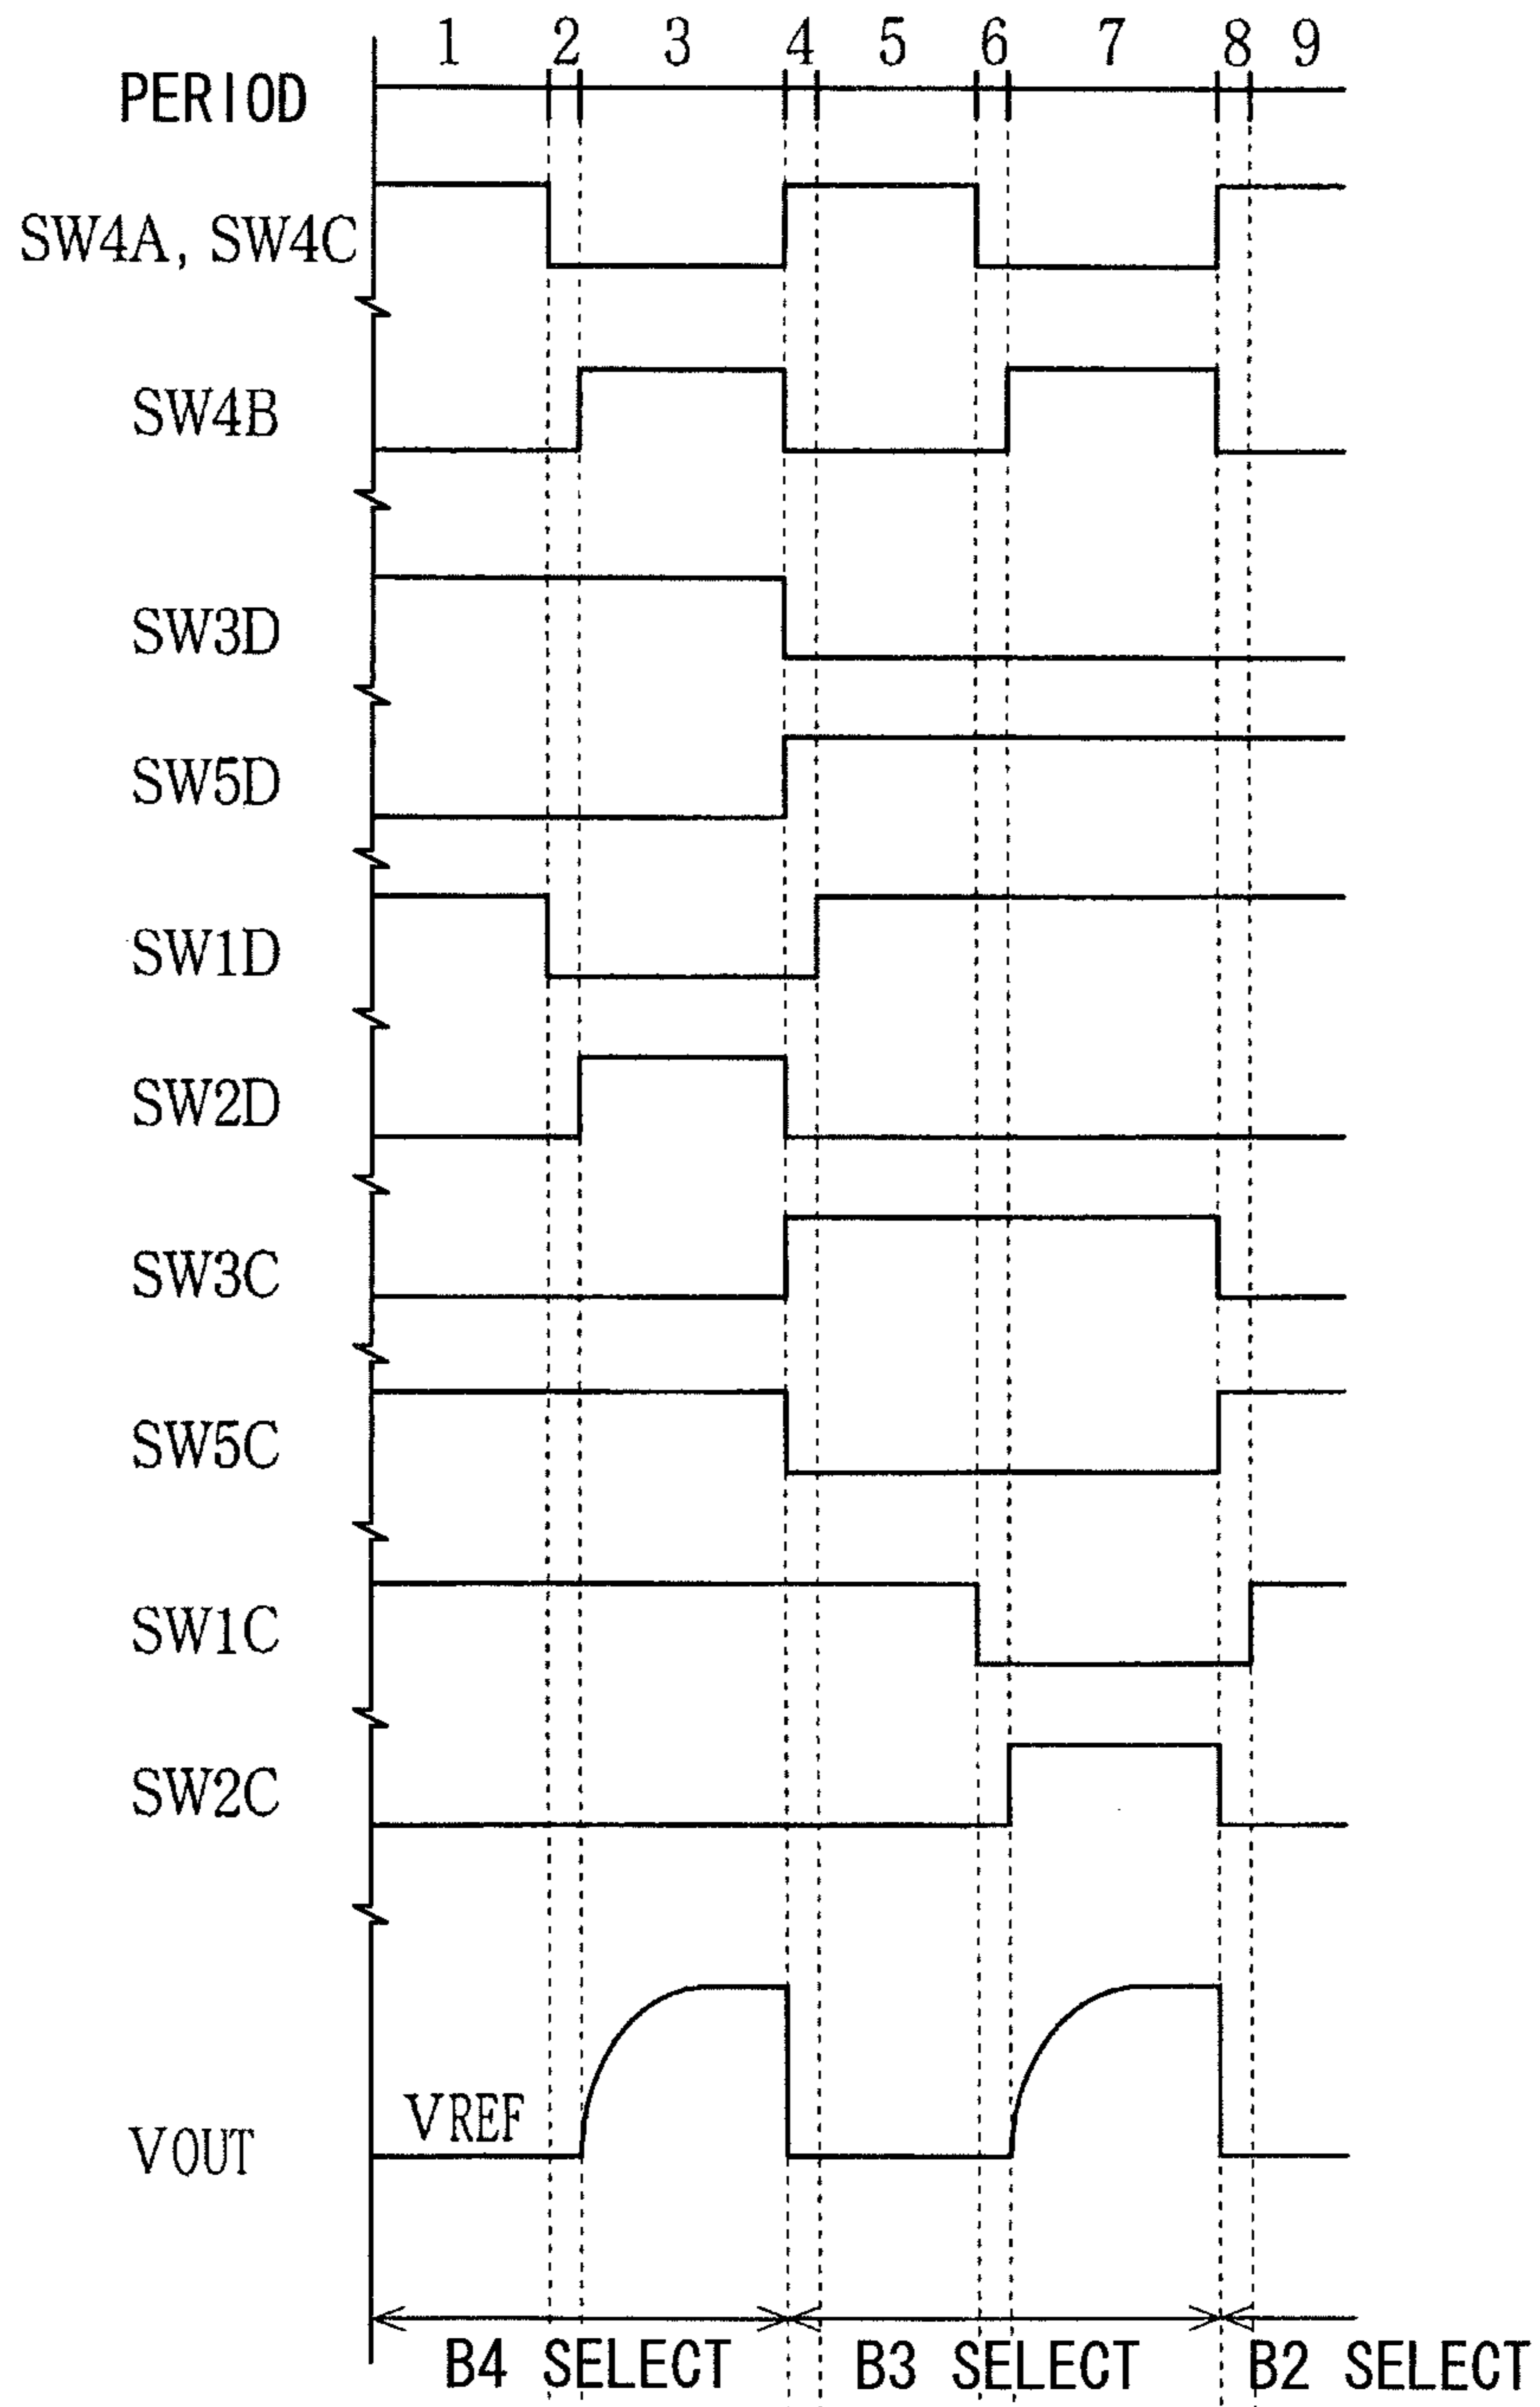 1 2 3 4 5 6 7 8 9
PERIOD
SW4A, SW4C
SW4B
SW3D
SW5D
SW1D
SW2D
SW3C
SW5C
SW1C
SW2C
VREF
VOUT
B4 SELECT B3 SELECT B2 SELECT